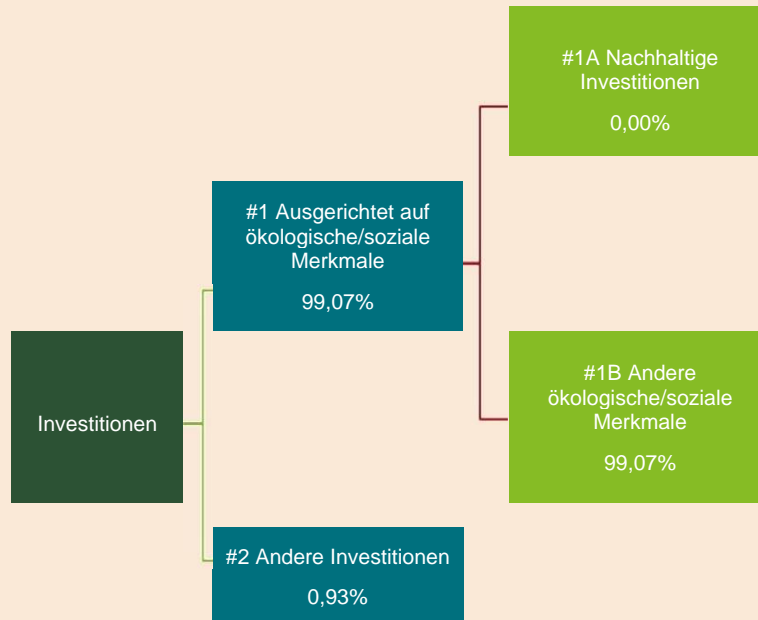 #1A Nachhaltige
Investitionen
0,00%
#1 Ausgerichtet auf
ökologische/soziale
Merkmale
99,07%
Investitionen
#1B Andere
ökologische/soziale
Merkmale
99,07%
#2 Andere Investitionen
0,93%